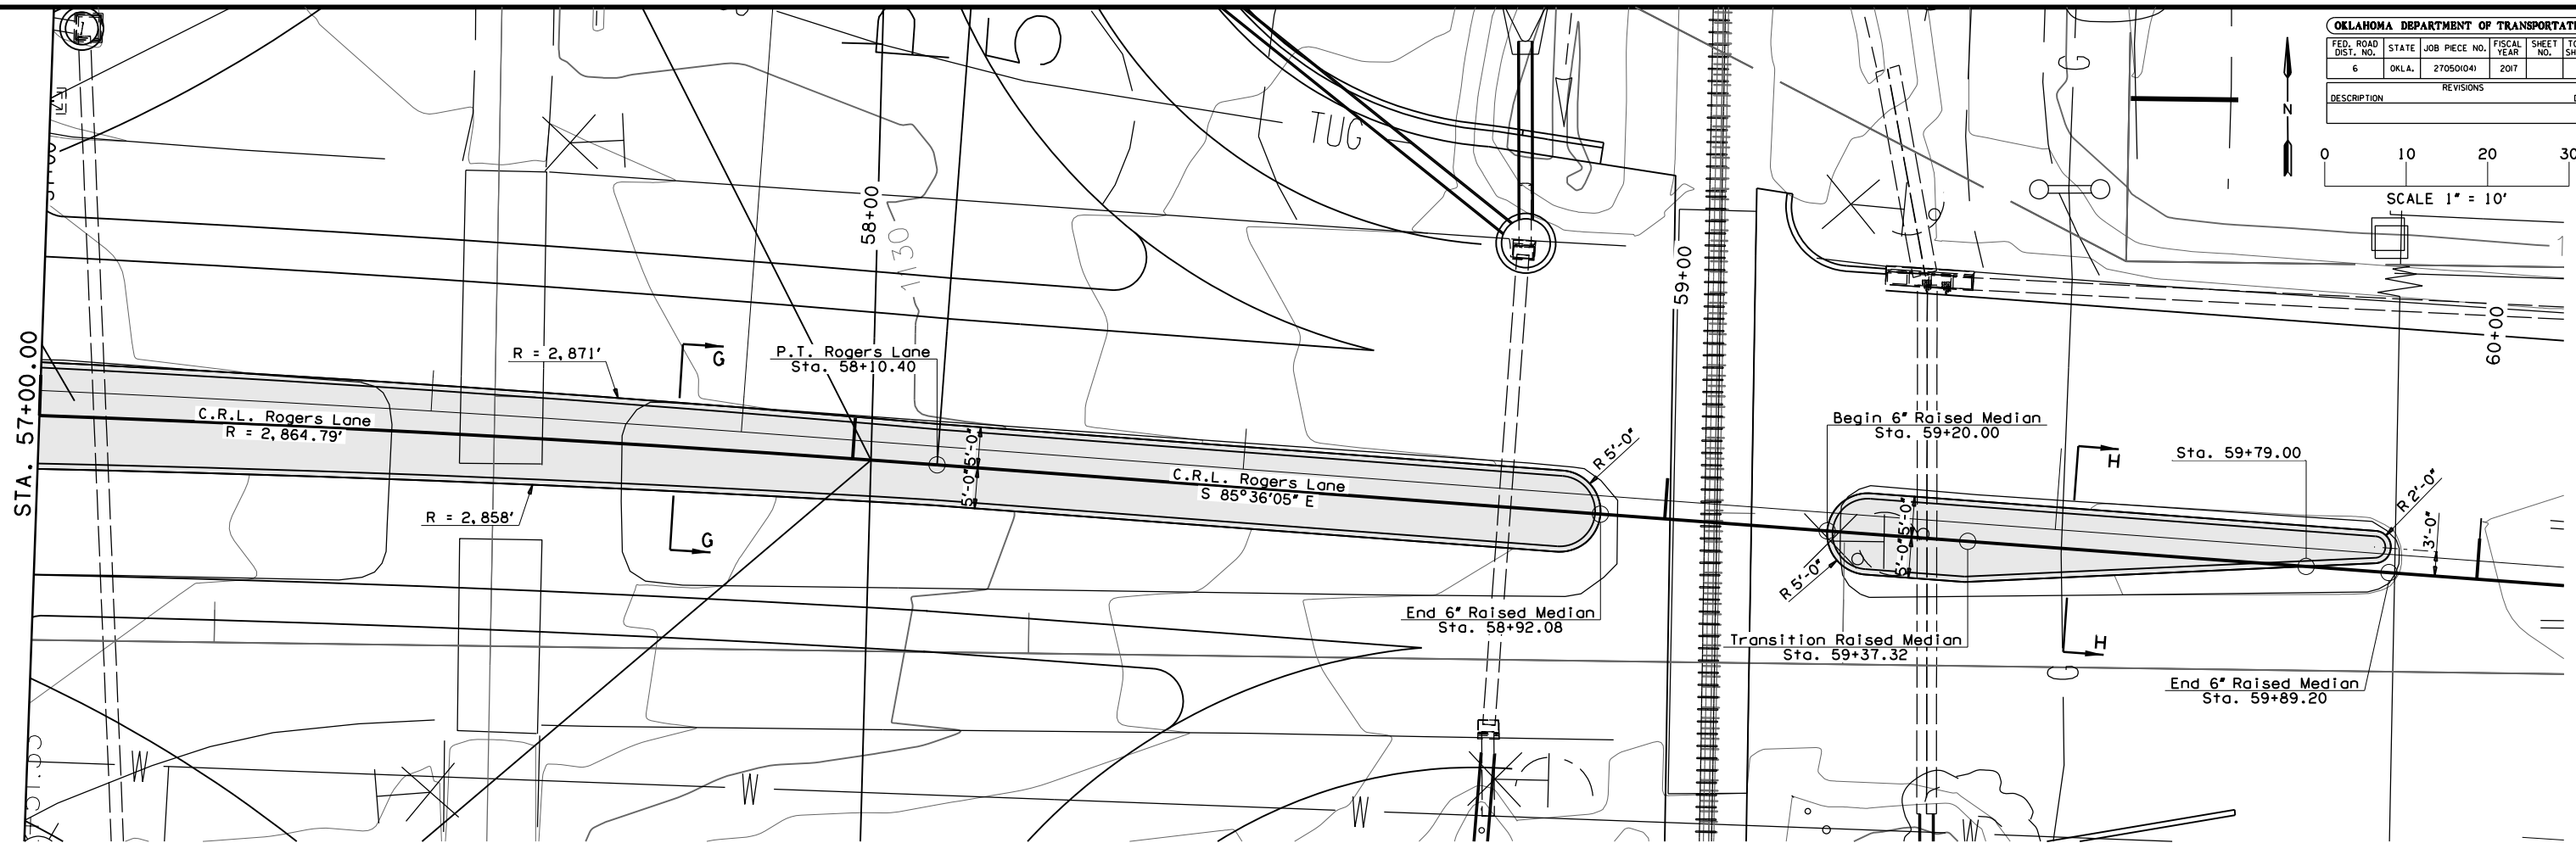 OKLAHOMA DEPARTMENT OF
FED. ROAD DIST. NO.
STATE
JOB PIECE NO.
FISCAL YEAR
SHEET NO.
6
OKLA.
27050(04)
2017
REVISIONS
DESCRIPTION
N
0 10 20 30
SCALE 1" = 10'
TUG
G
58+00
1130
59+00
60+00
STA. 57+00.00
R = 2,871'
G
P.T. Rogers Lane
Sta. 58+10.40
C.R.L. Rogers Lane
R = 2,864.79'
5'-0"
5'-0"
C.R.L. Rogers Lane
S 85°36'05" E
R 5'-0"
R = 2,858'
G
Begin 6" Raised Median
Sta. 59+20.00
H
Sta. 59+79.00
R 2'-0"
5'-0"
5'-0"
3'-0"
R 5'-0"
End 6" Raised Median
Sta. 58+92.08
Transition Raised Median
Sta. 59+37.32
H
G
End 6" Raised Median
Sta. 59+89.20
W
W
W
W